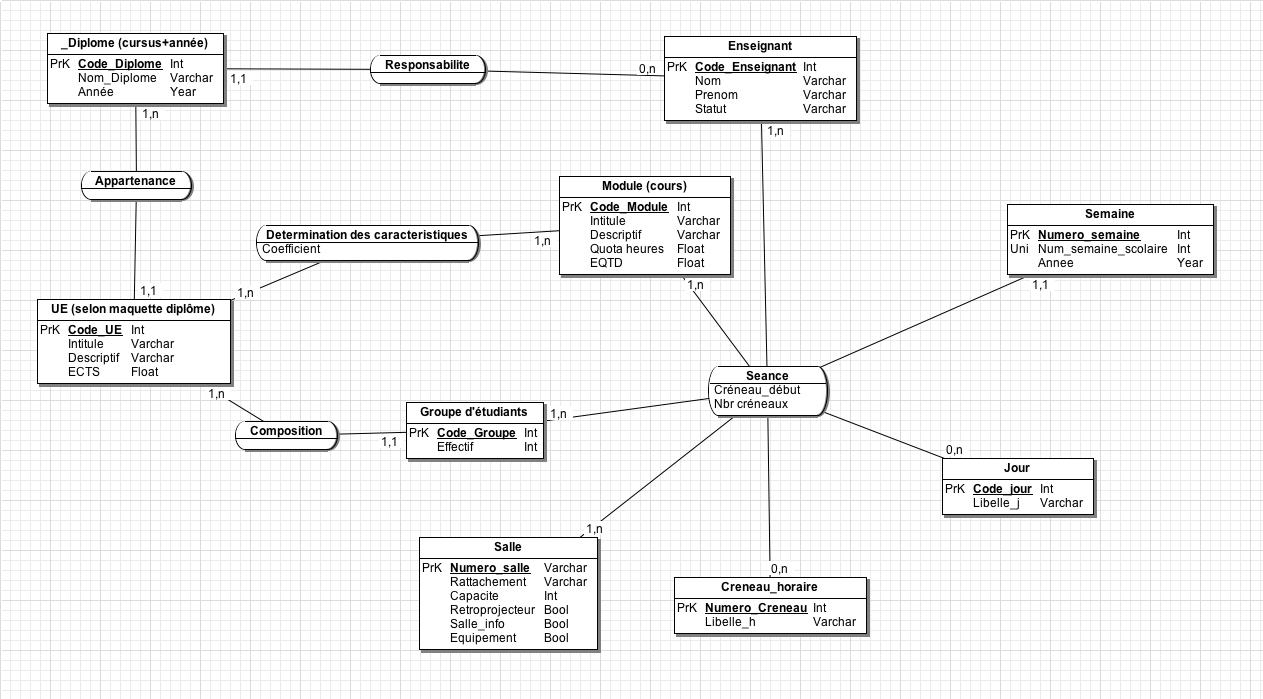 _Diplome (cursus+année)
PrK Code_Diplome Int
Nom_Diplome Varchar
Année Year
1,1
1,n
Responsabilite
0,n
Enseignant
PrK Code_Enseignant Int
Nom Varchar
Prenom Varchar
Statut Varchar
1,n
Appartenance
1,1
Determination des caracteristiques
Coefficient
1,n
1,n
Module (cours)
PrK Code_Module Int
Intitule Varchar
Descriptif Varchar
Quota heures Float
EQTD Float
1,n
Semaine
PrK Numero_semaine Int
Uni Num_semaine_scolaire Int
Annee Year
1,1
UE (selon maquette diplôme)
PrK Code_UE Int
Intitule Varchar
Descriptif Varchar
ECTS Float
1,n
Composition
1,1
Groupe d'étudiants
PrK Code_Groupe Int
Effectif Int
1,n
Seance
Créneau_début
Nbr créneaux
0,n
Jour
PrK Code_jour Int
Libelle_j Varchar
1,n
Salle
PrK Numero_salle Varchar
Rattachement Varchar
Capacite Int
Retroprojecteur Bool
Salle_info Bool
Equipement Bool
0,n
Creneau_horaire
PrK Numero_Creneau Int
Libelle_h Varchar